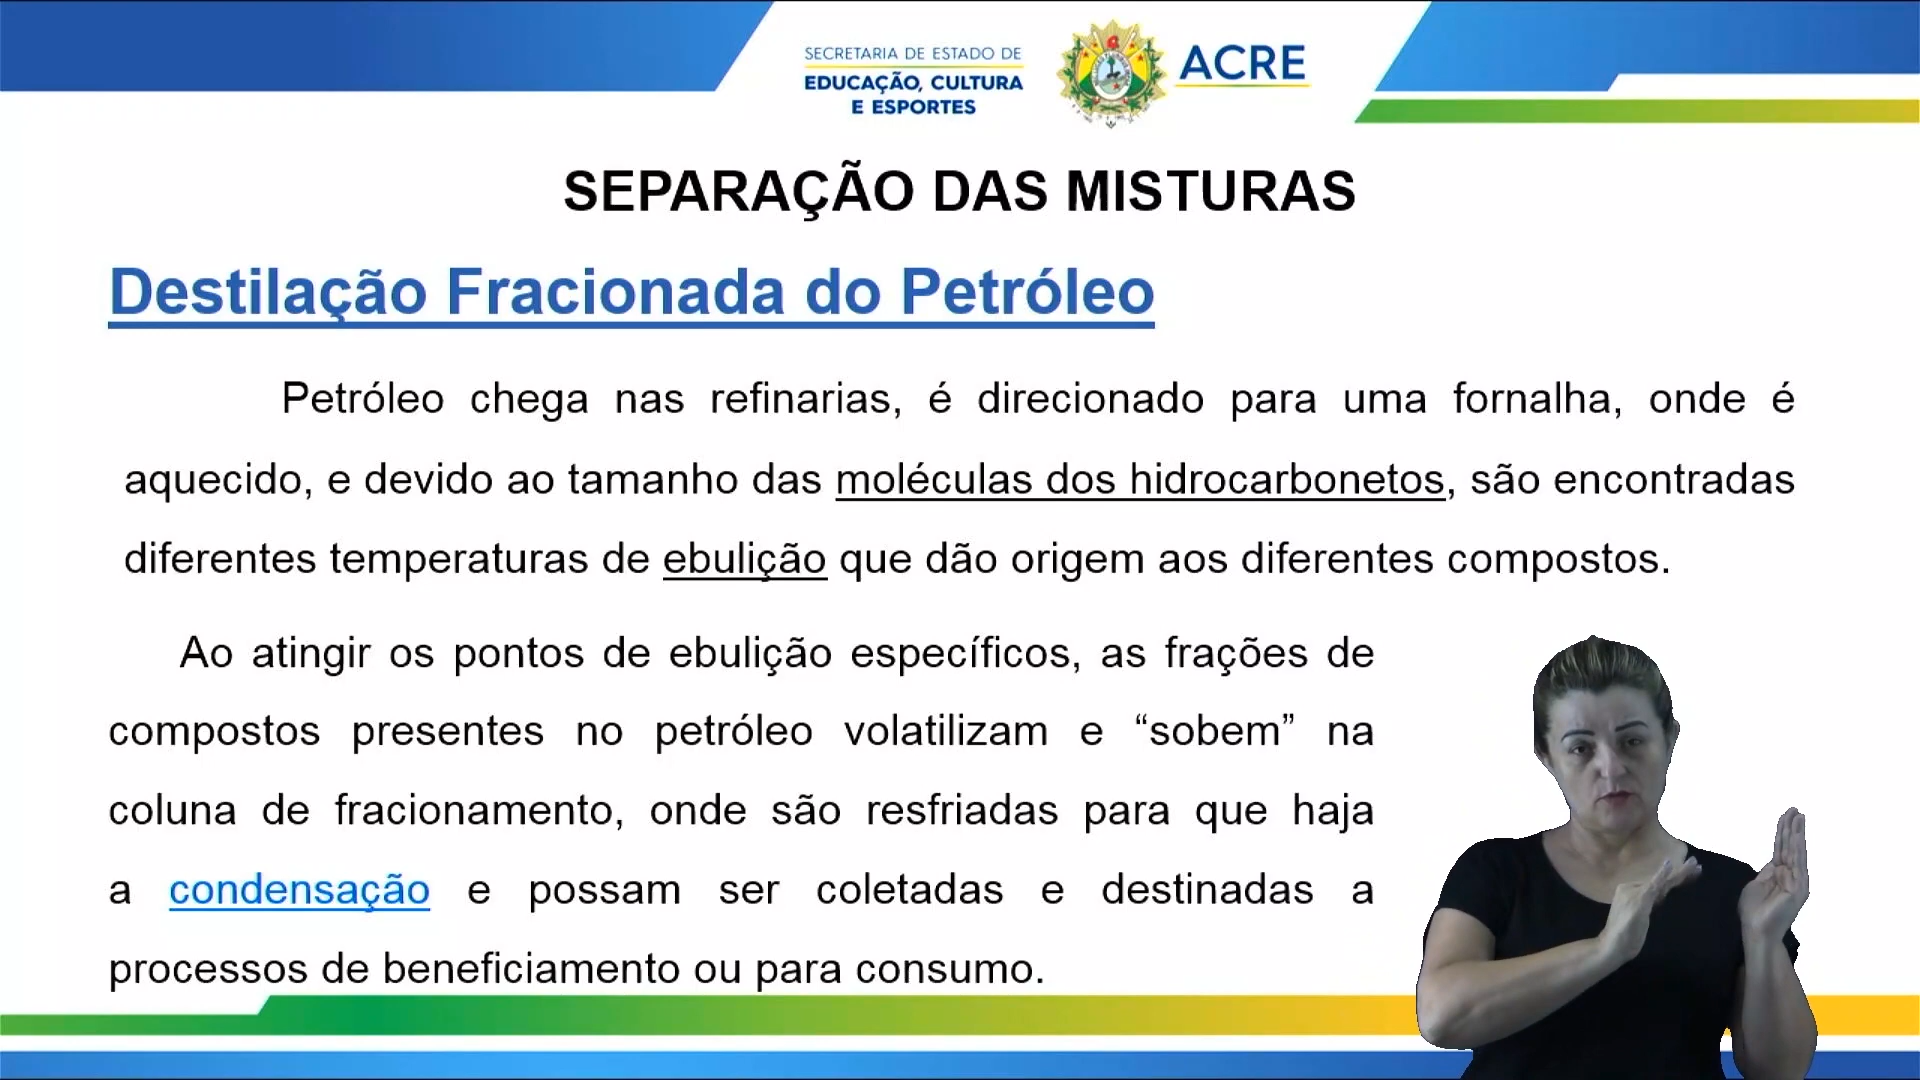 SECRETARIA DE ESTADO DE
EDUCAÇÃO, CULTURA
E ESPORTES
ACRE
SEPARAÇÃO DAS MISTURAS
Destilação Fracionada do Petróleo
Petróleo chega nas refinarias, é direcionado para uma fornalha, onde é
aquecido, e devido ao tamanho das moléculas dos hidrocarbonetos, são encontradas
diferentes temperaturas de ebulição que dão origem aos diferentes compostos.
Ao atingir os pontos de ebulição específicos, as frações de
compostos presentes no petróleo volatilizam e “sobem” na
coluna de fracionamento, onde são resfriadas para que haja
a condensação e possam ser coletadas e destinadas a
processos de beneficiamento ou para consumo.